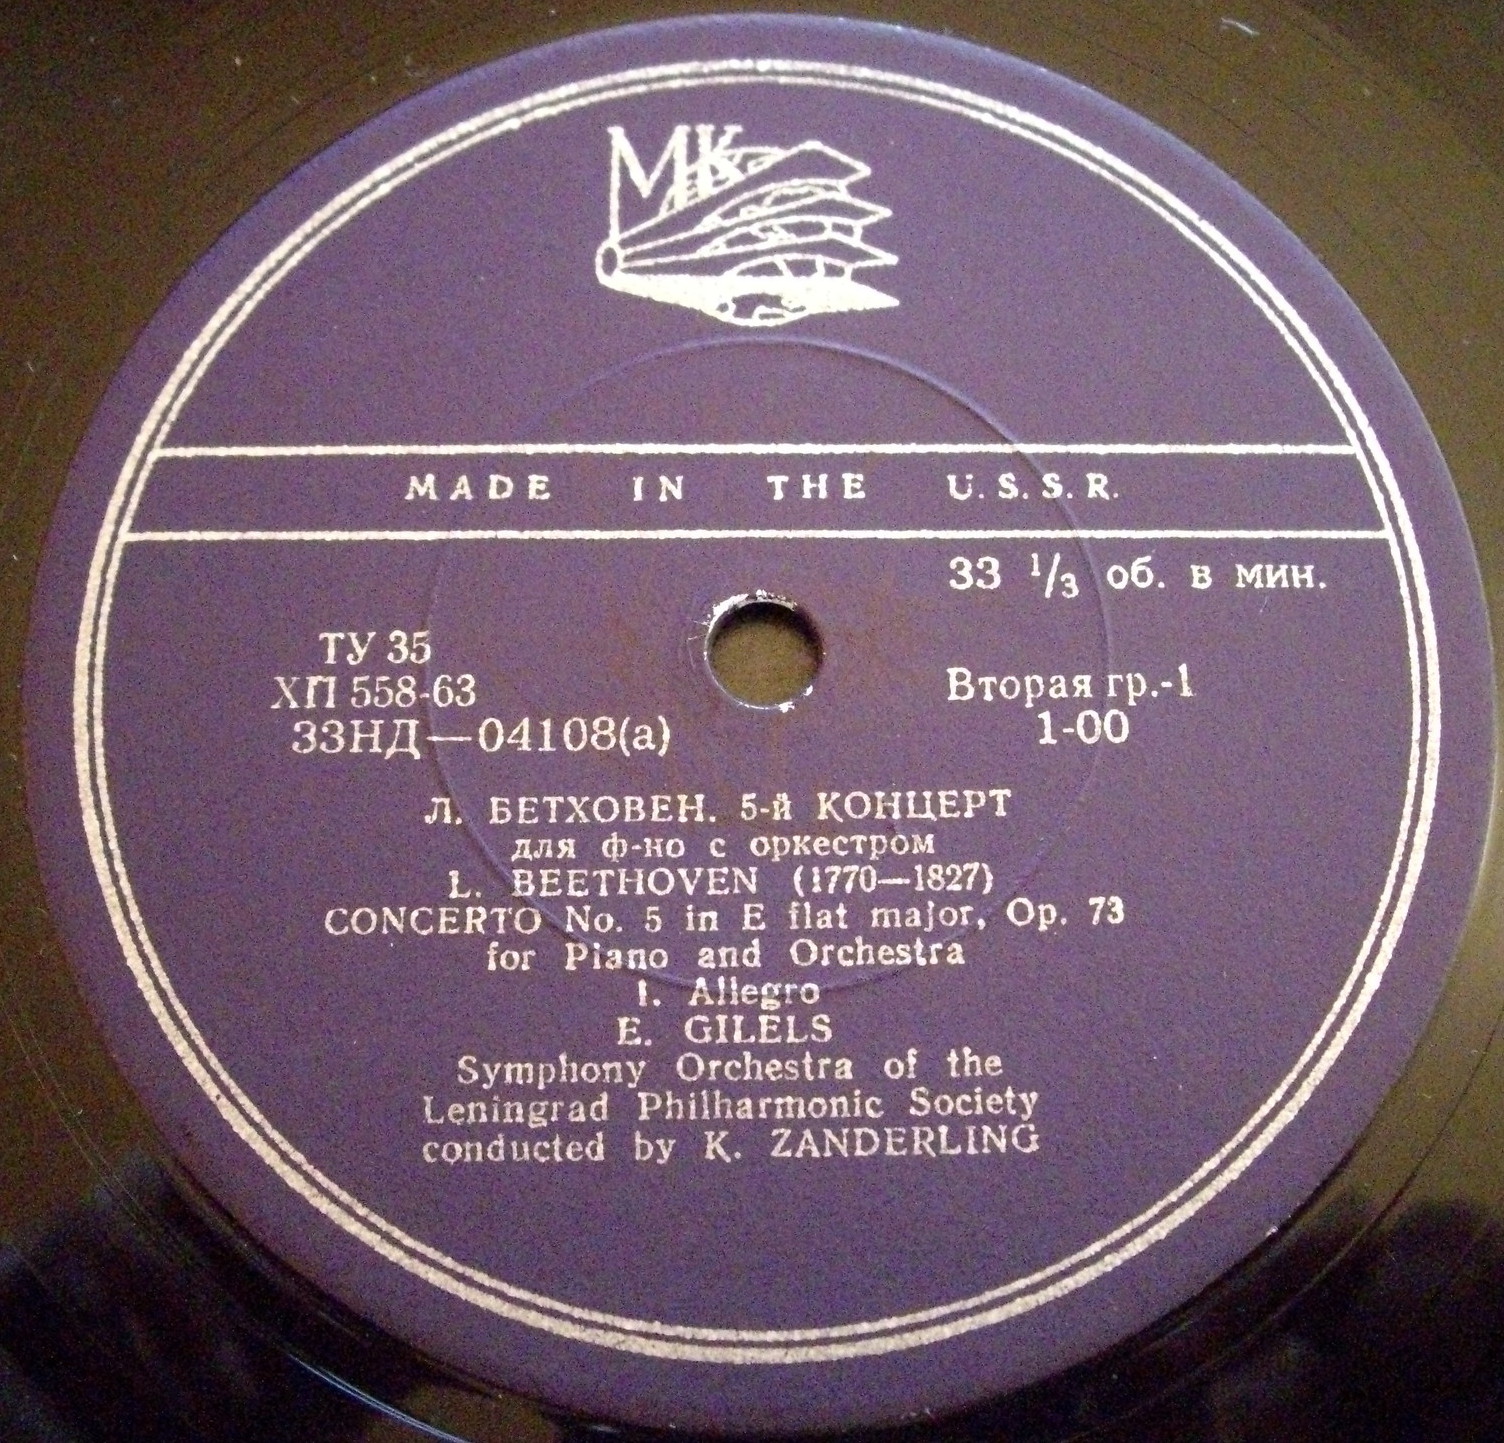 МК
MADE IN THE U.S.S.R.
33 1/3 об. в мин.
ТУ 35
ХП 558-63
33НД—04108(а)
Вторая гр.-1
1-00
Л. БЕТХОВЕН. 5-й КОНЦЕРТ
для ф-но с оркестром
L. BEETHOVEN (1770—1827)
CONCERTO No. 5 in E flat major, Op. 73
for Piano and Orchestra
I. Allegro
E. GILELS
Symphony Orchestra of the
Leningrad Philharmonic Society
conducted by K. ZANDERLING